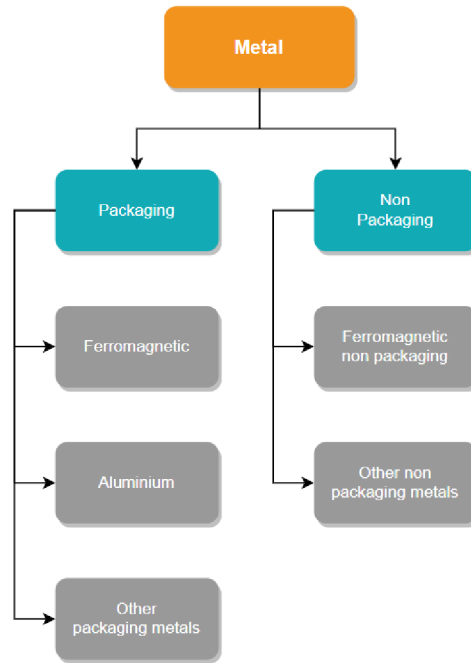 Metal
Packaging
Non
Packaging
Ferromagnetic
Ferromagnetic
non packaging
Aluminium
Other non
packaging metals
Other
packaging metals